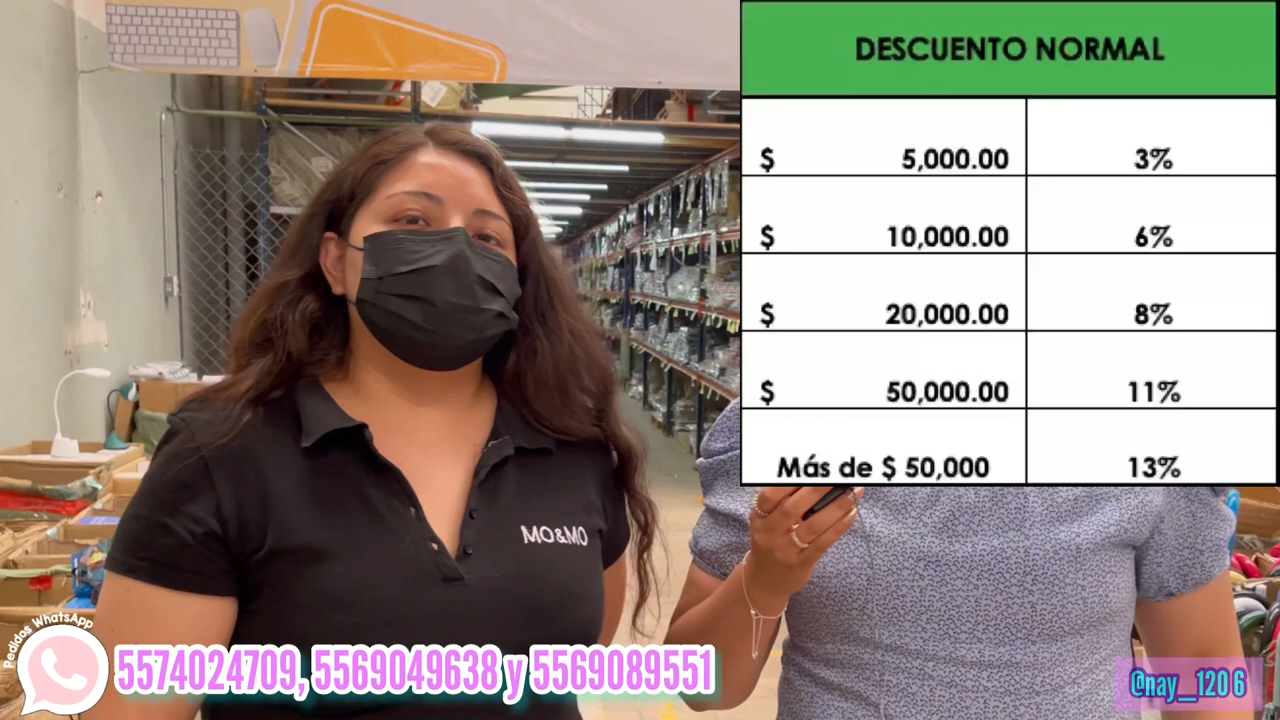 DESCUENTO NORMAL
$ 5,000.00 3%
$ 10,000.00 6%
$ 20,000.00 8%
$ 50,000.00 11%
Más de $ 50,000 13%
MO&MO
Pedidos WhatsApp
5574024709, 5569049638 y 5569089551
@nay_1206